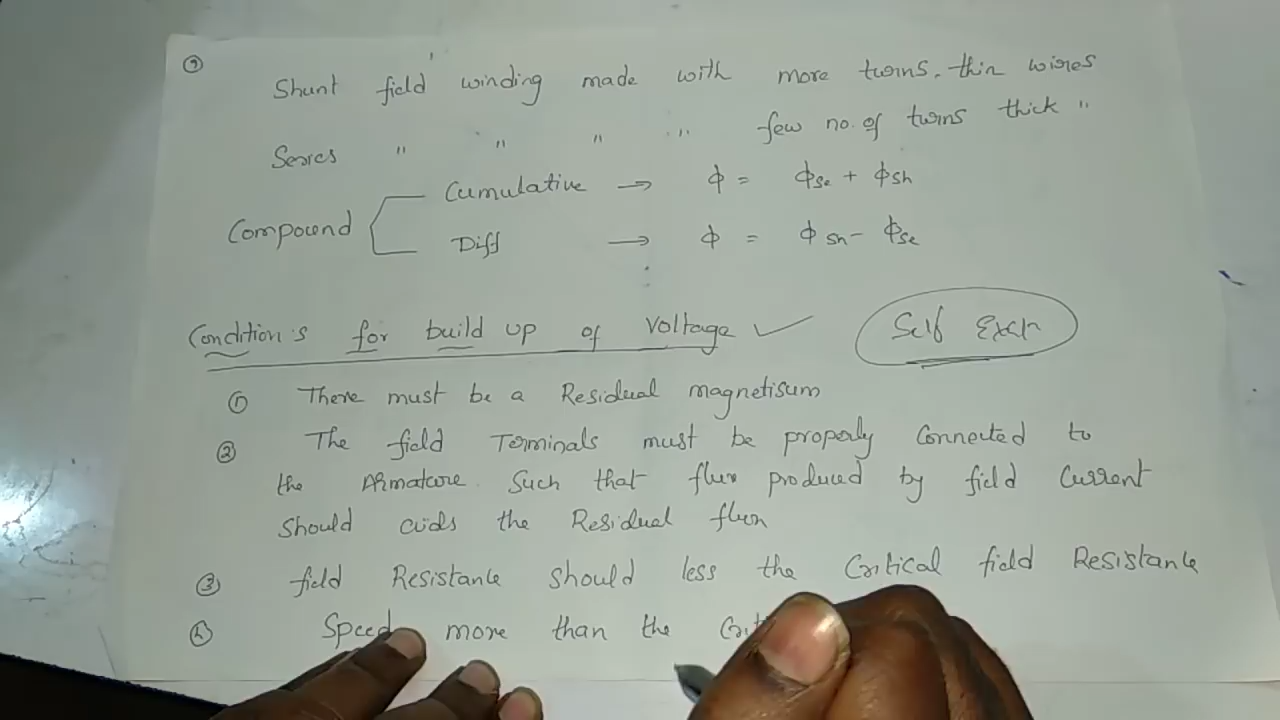 Shunt field winding made with more turns. thin wires
Series " " " " few no. of turns thick "
Cumulative → ϕ = ϕse + ϕsh
Compound
Diff → ϕ = ϕsh - ϕse
Condition's for build up of Voltage ✓ Self Excn
① There must be a Residual magnetisum
② The field Terminals must be properly Connected to
the Armature. Such that flux produced by field Current
Should aids the Residual flux
③ field Resistance should less the Critical field Resistance
Speed more than the